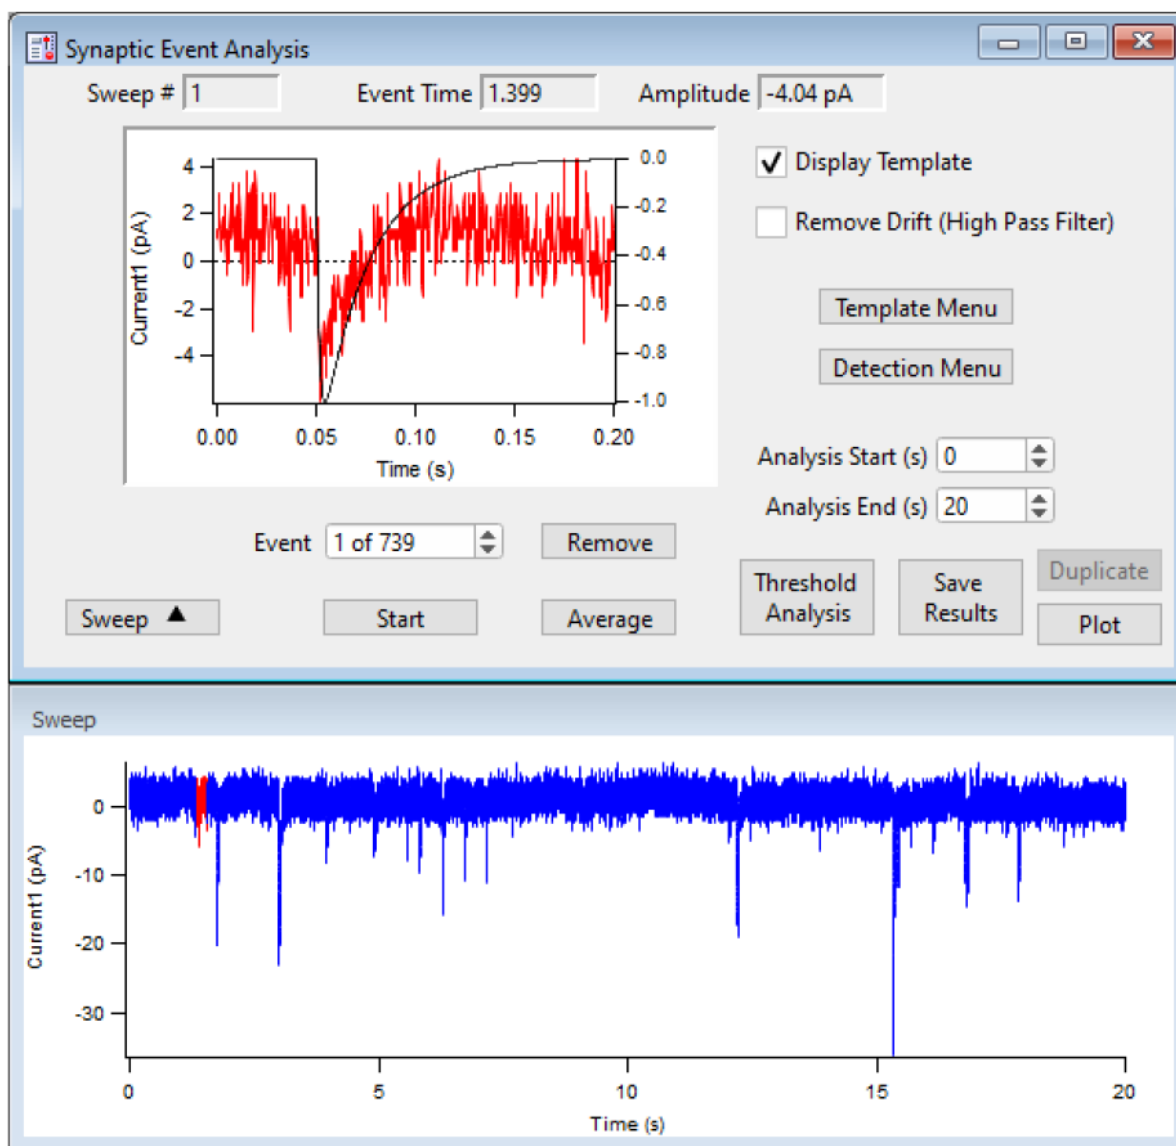 Synaptic Event Analysis
Sweep # 1 Event Time 1.399 Amplitude -4.04 pA
Current1 (pA)
4
2
0
-2
-4
0.0
-0.2
-0.4
-0.6
-0.8
-1.0
0.00 0.05 0.10 0.15 0.20
Time (s)
Display Template
Remove Drift (High Pass Filter)
Template Menu
Detection Menu
Analysis Start (s) 0
Analysis End (s) 20
Event 1 of 739 Remove
Sweep ▲ Start Average
Threshold
Analysis
Save
Results
Duplicate
Plot
Sweep
Current1 (pA)
0
-10
-20
-30
0 5 10 15 20
Time (s)